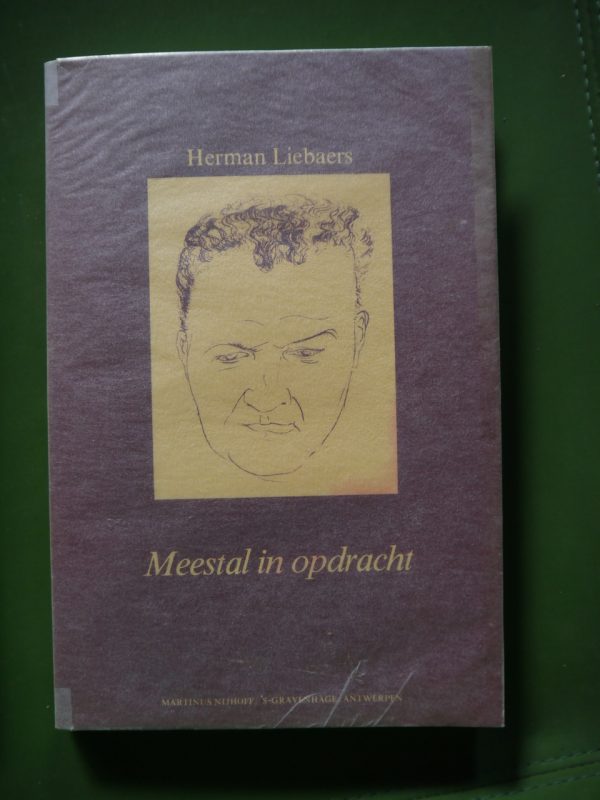 Herman Liebaers
Meestal in opdracht
MARTINUS NIJHOFF / 'S-GRAVENHAGE / ANTWERPEN